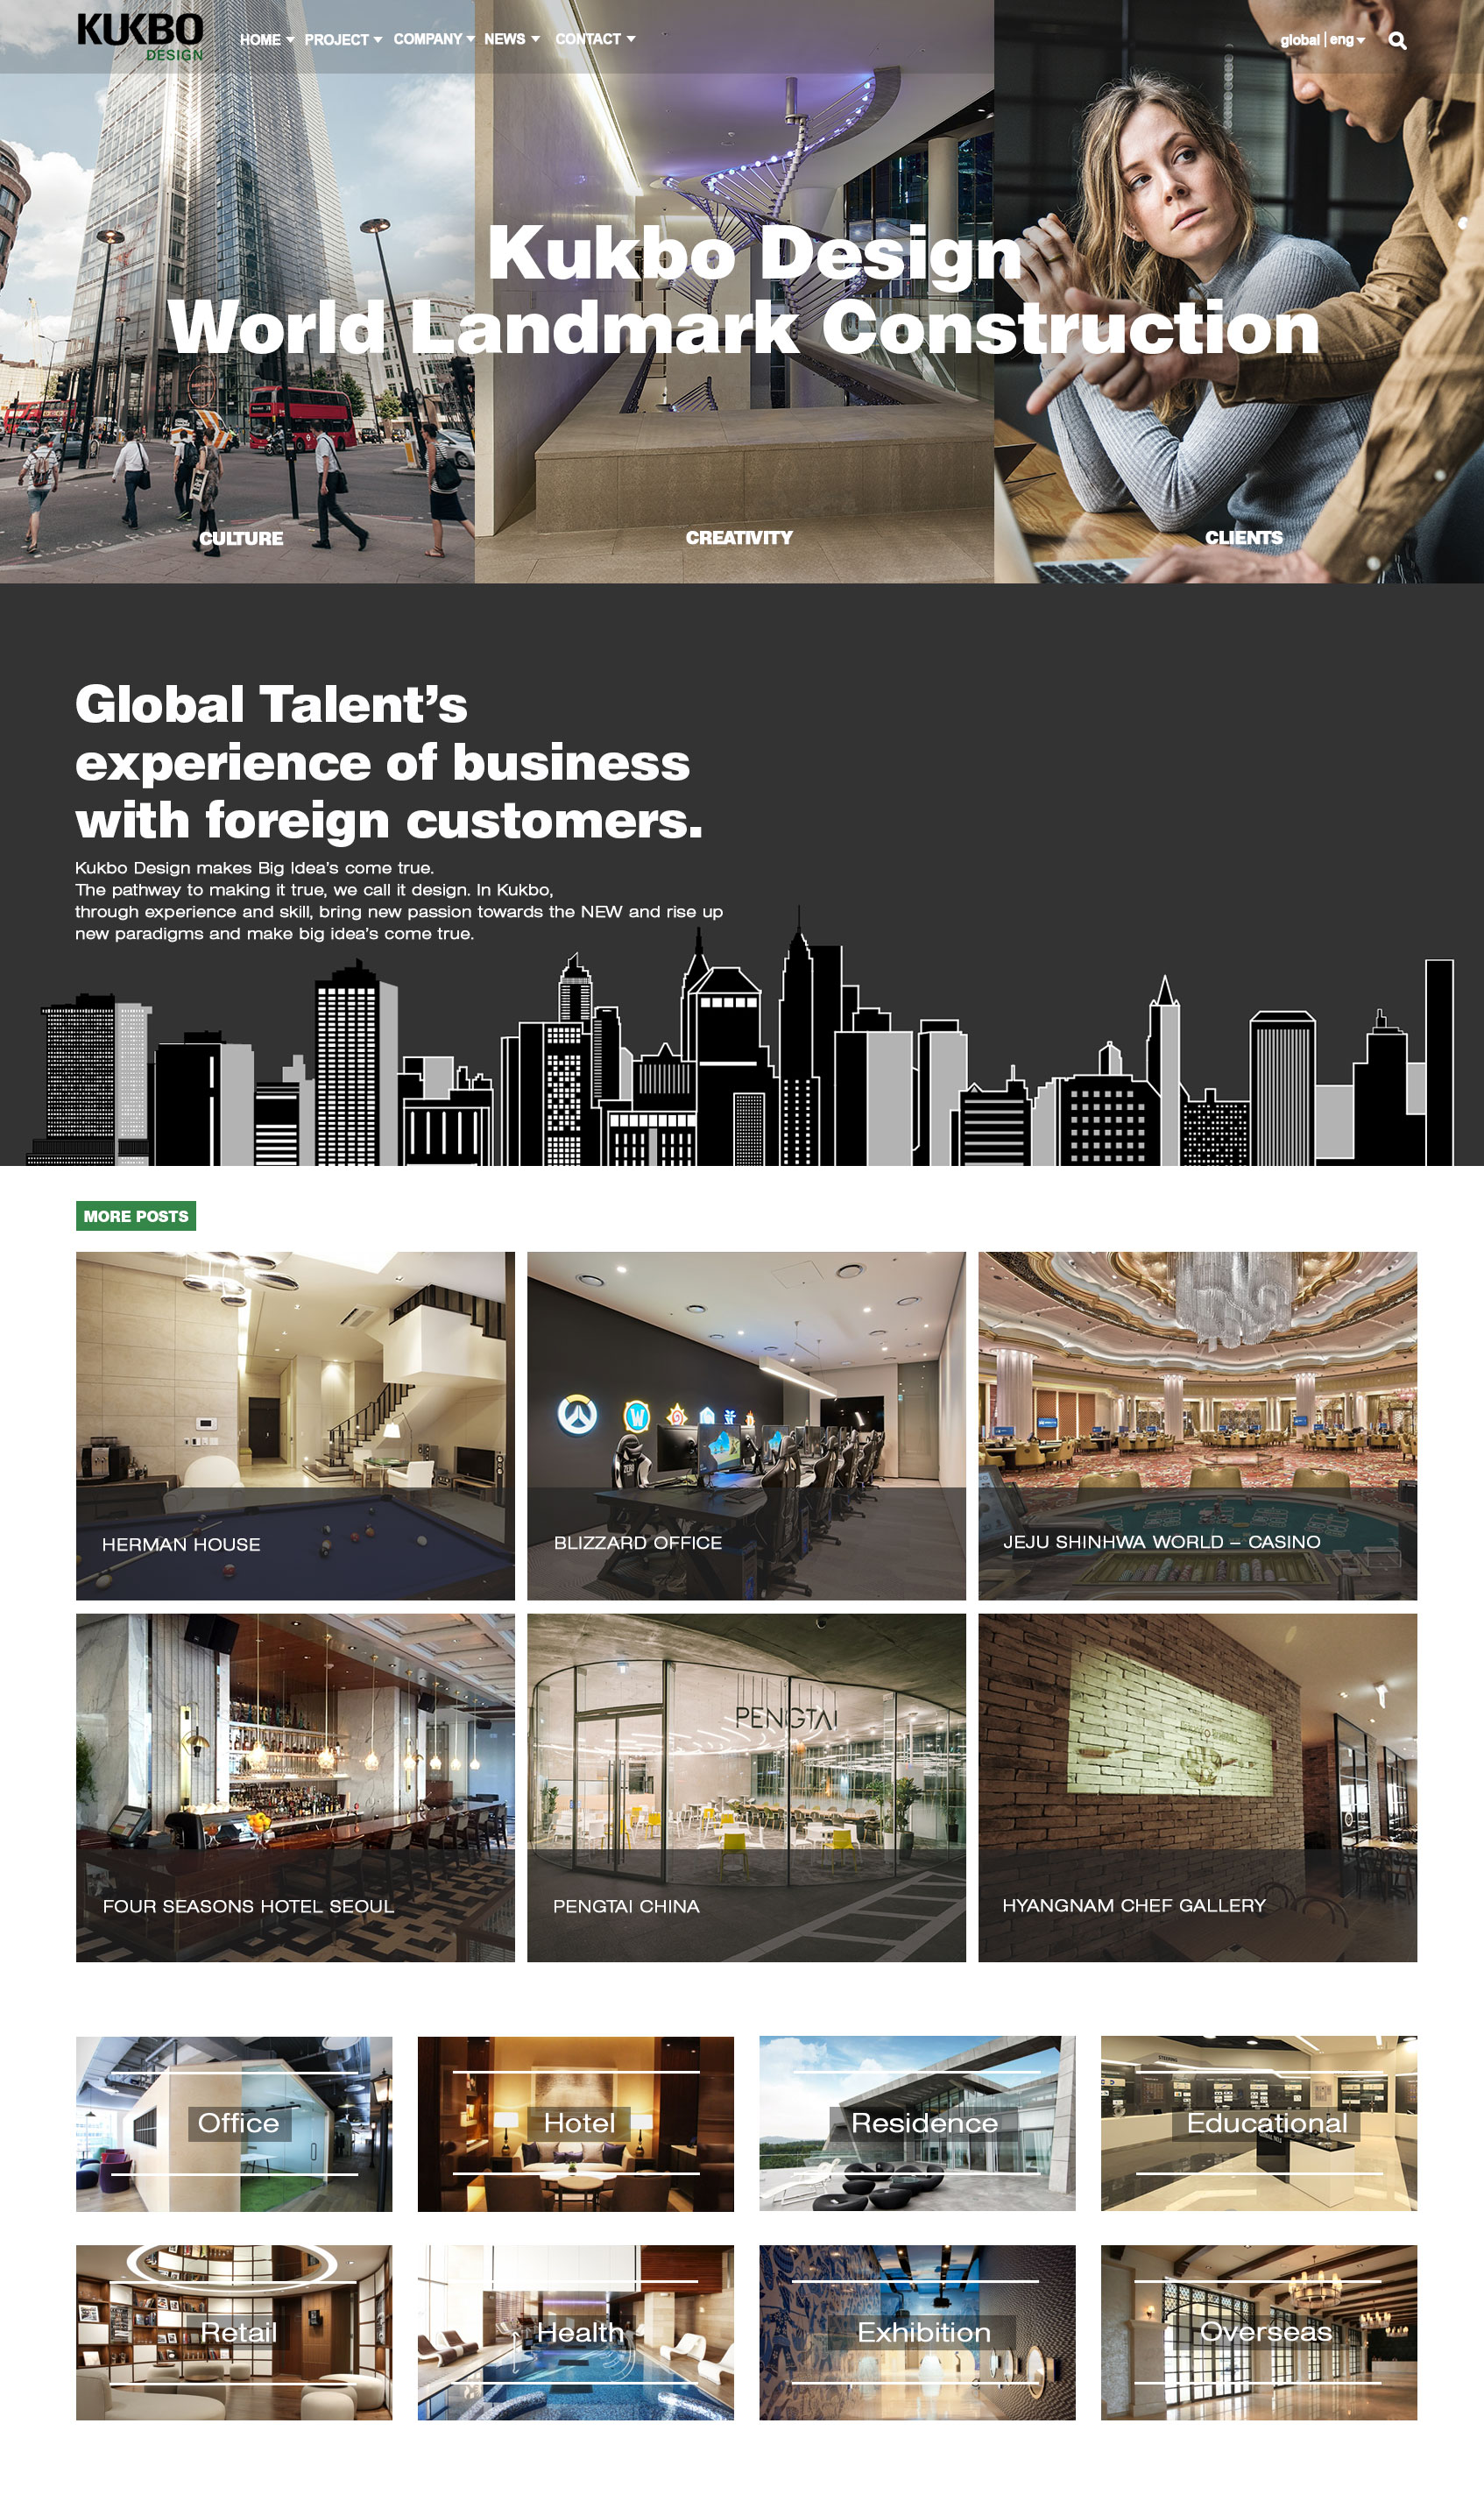 KUKBO
DESIGN
HOME PROJECT COMPANY NEWS CONTACT
global | eng
Kukbo Design
World Landmark Construction
CULTURE
CREATIVITY
CLIENTS
Global Talent’s
experience of business
with foreign customers.
Kukbo Design makes Big Idea’s come true.
The pathway to making it true, we call it design. In Kukbo,
through experience and skill, bring new passion towards the NEW and rise up
new paradigms and make big idea’s come true.
MORE POSTS
HERMAN HOUSE
W
BLIZZARD OFFICE
JEJU SHINHWA WORLD – CASINO
FOUR SEASONS HOTEL SEOUL
PENGTAI
PENGTAI CHINA
HYANGNAM CHEF GALLERY
Office
Hotel
Residence
Educational
Retail
Health
Exhibition
Overseas